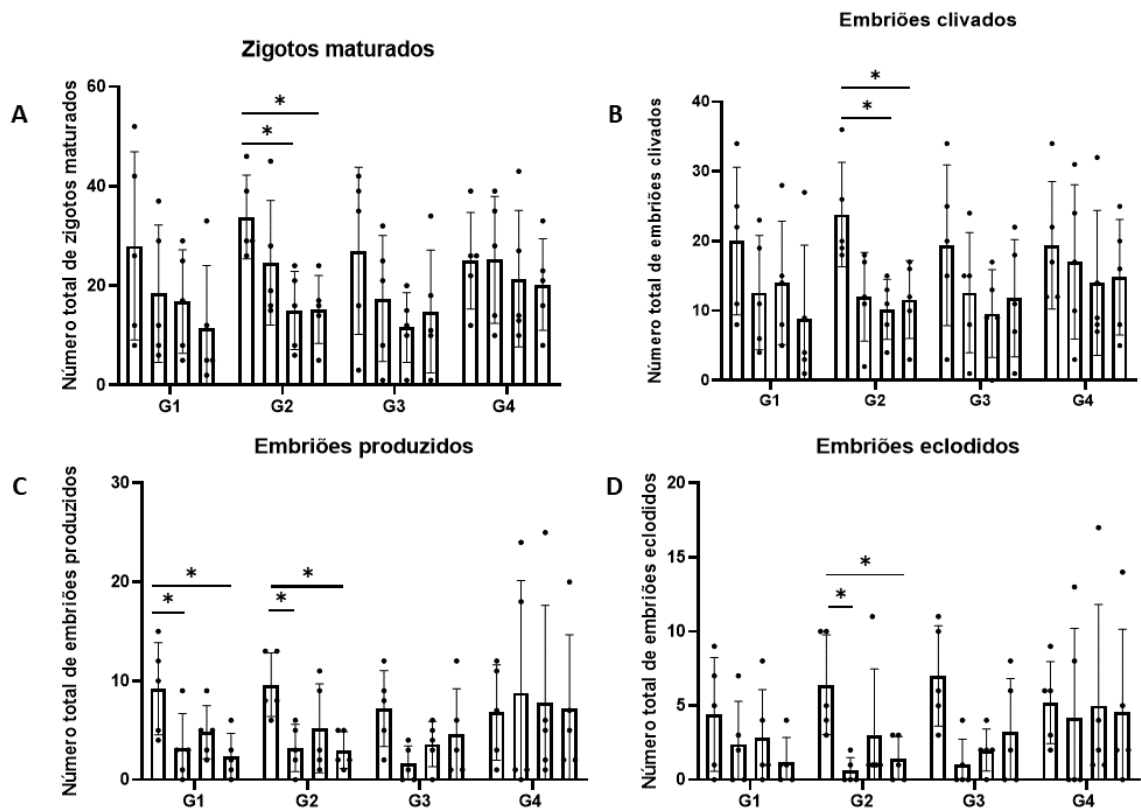 A
Zigotos maturados
Número total de zigotos maturados
60
40
20
0
*
*
G1 G2 G3 G4
B
Embriões clivados
Número total de embriões clivados
40
30
20
10
0
*
*
G1 G2 G3 G4
C
Embriões produzidos
Número total de embriões produzidos
30
20
10
0
*
*
*
*
G1 G2 G3 G4
D
Embriões eclodidos
Número total de embriões eclodidos
20
15
10
5
0
*
*
G1 G2 G3 G4